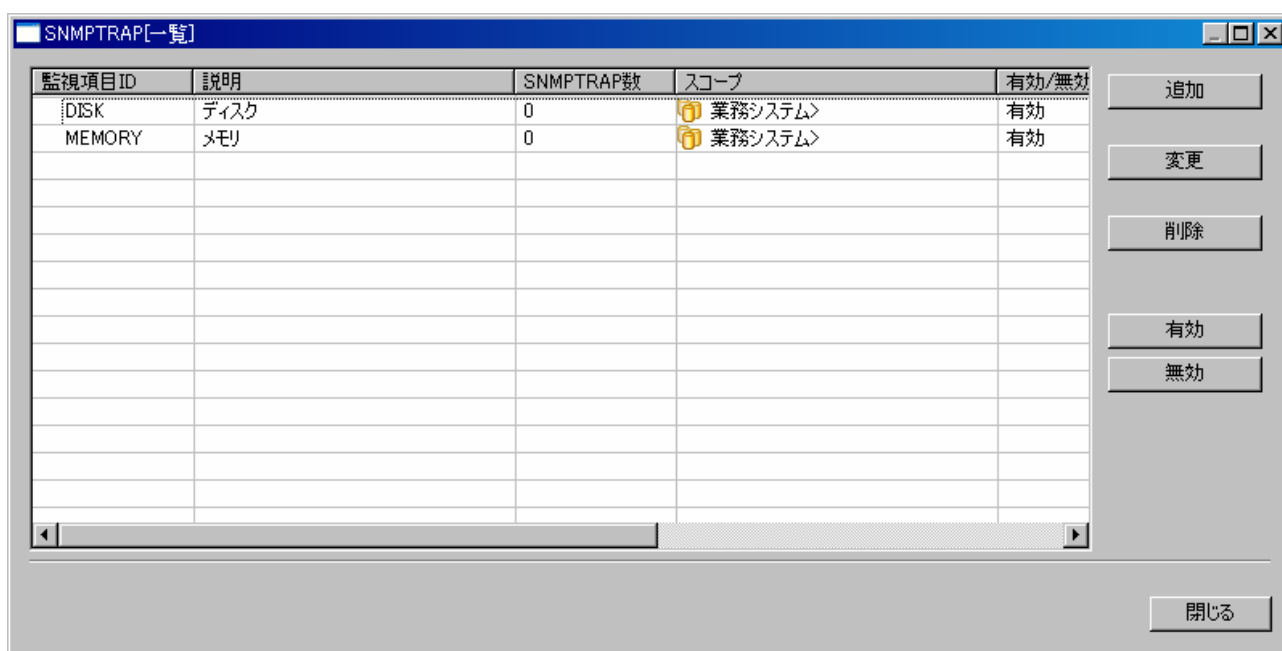 SNMPTRAP[一覧]
監視項目ID 説明 SNMPTRAP数 スコープ 有効/無効
DISK ディスク 0 業務システム> 有効
MEMORY メモリ 0 業務システム> 有効
追加
変更
削除
有効
無効
閉じる